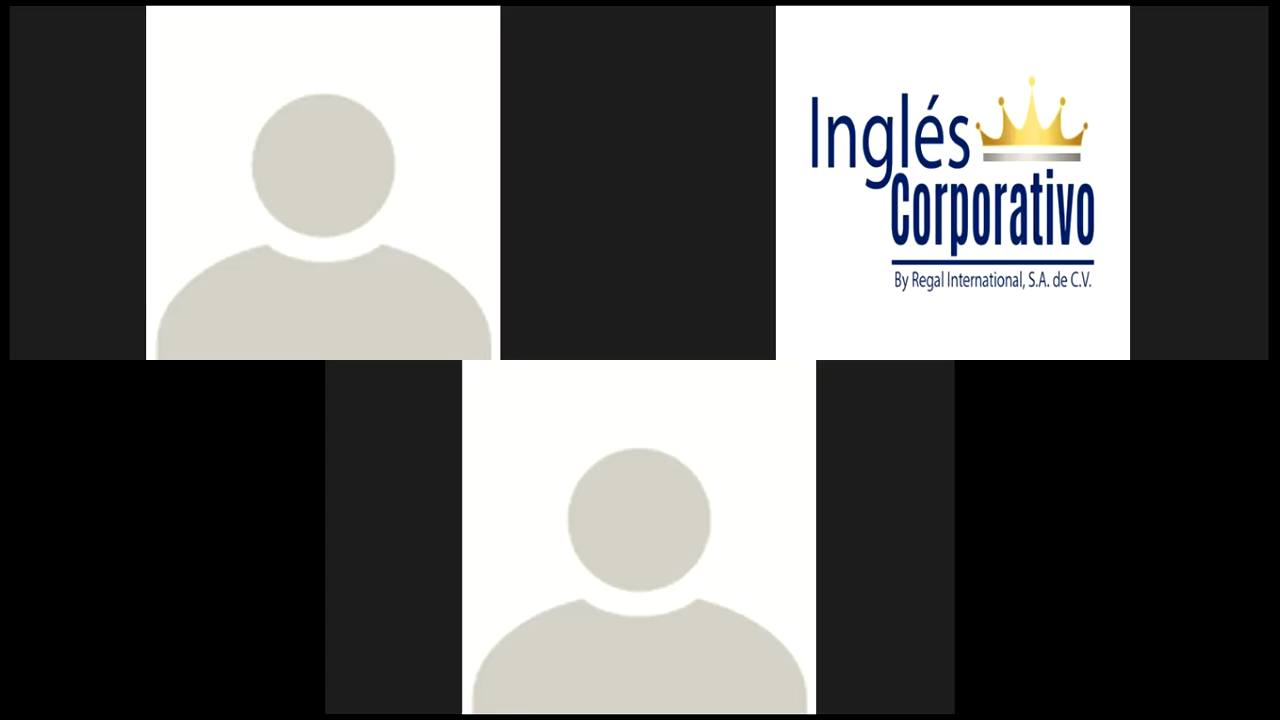 Inglés
Corporativo
By Regal International, S.A. de C.V.